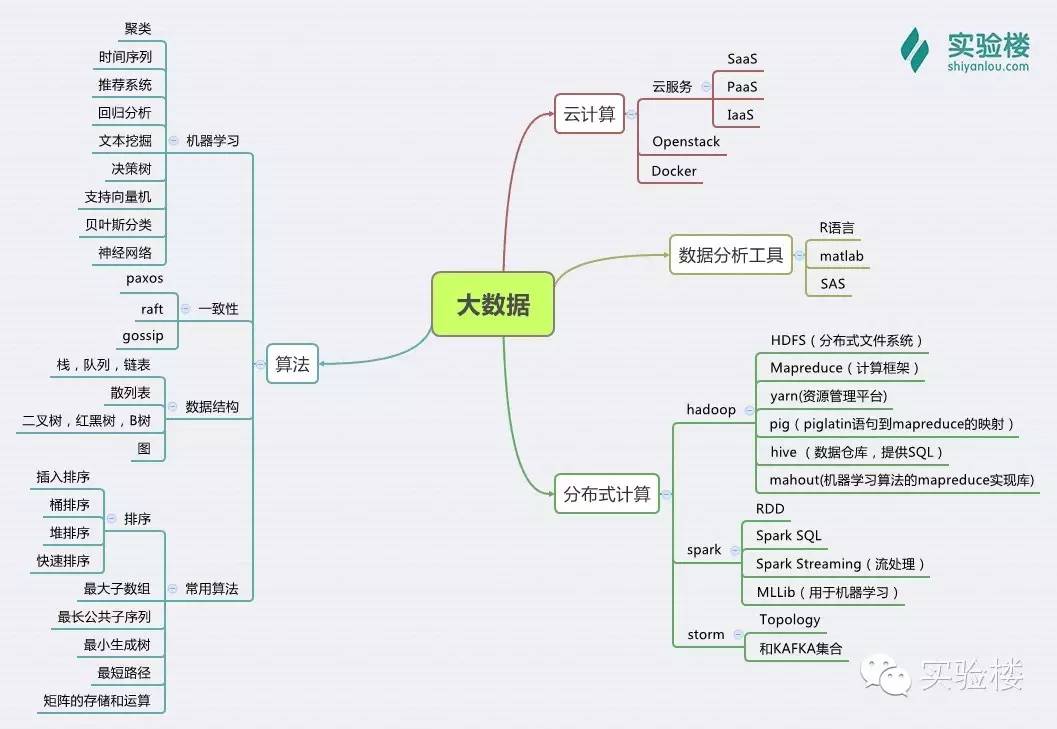 大数据
云计算
云服务
SaaS
PaaS
IaaS
Openstack
Docker
数据分析工具
R语言
matlab
SAS
分布式计算
hadoop
HDFS（分布式文件系统）
Mapreduce（计算框架）
yarn(资源管理平台)
pig（piglatin语句到mapreduce的映射）
hive （数据仓库，提供SQL）
mahout(机器学习算法的mapreduce实现库)
spark
RDD
Spark SQL
Spark Streaming（流处理）
MLLib（用于机器学习）
storm
Topology
和KAFKA集合
算法
机器学习
聚类
时间序列
推荐系统
回归分析
文本挖掘
决策树
支持向量机
贝叶斯分类
神经网络
一致性
paxos
raft
gossip
数据结构
栈，队列，链表
散列表
二叉树，红黑树，B树
图
常用算法
排序
插入排序
桶排序
堆排序
快速排序
最大子数组
最长公共子序列
最小生成树
最短路径
矩阵的存储和运算
实验楼
shiyanlou.com
实验楼